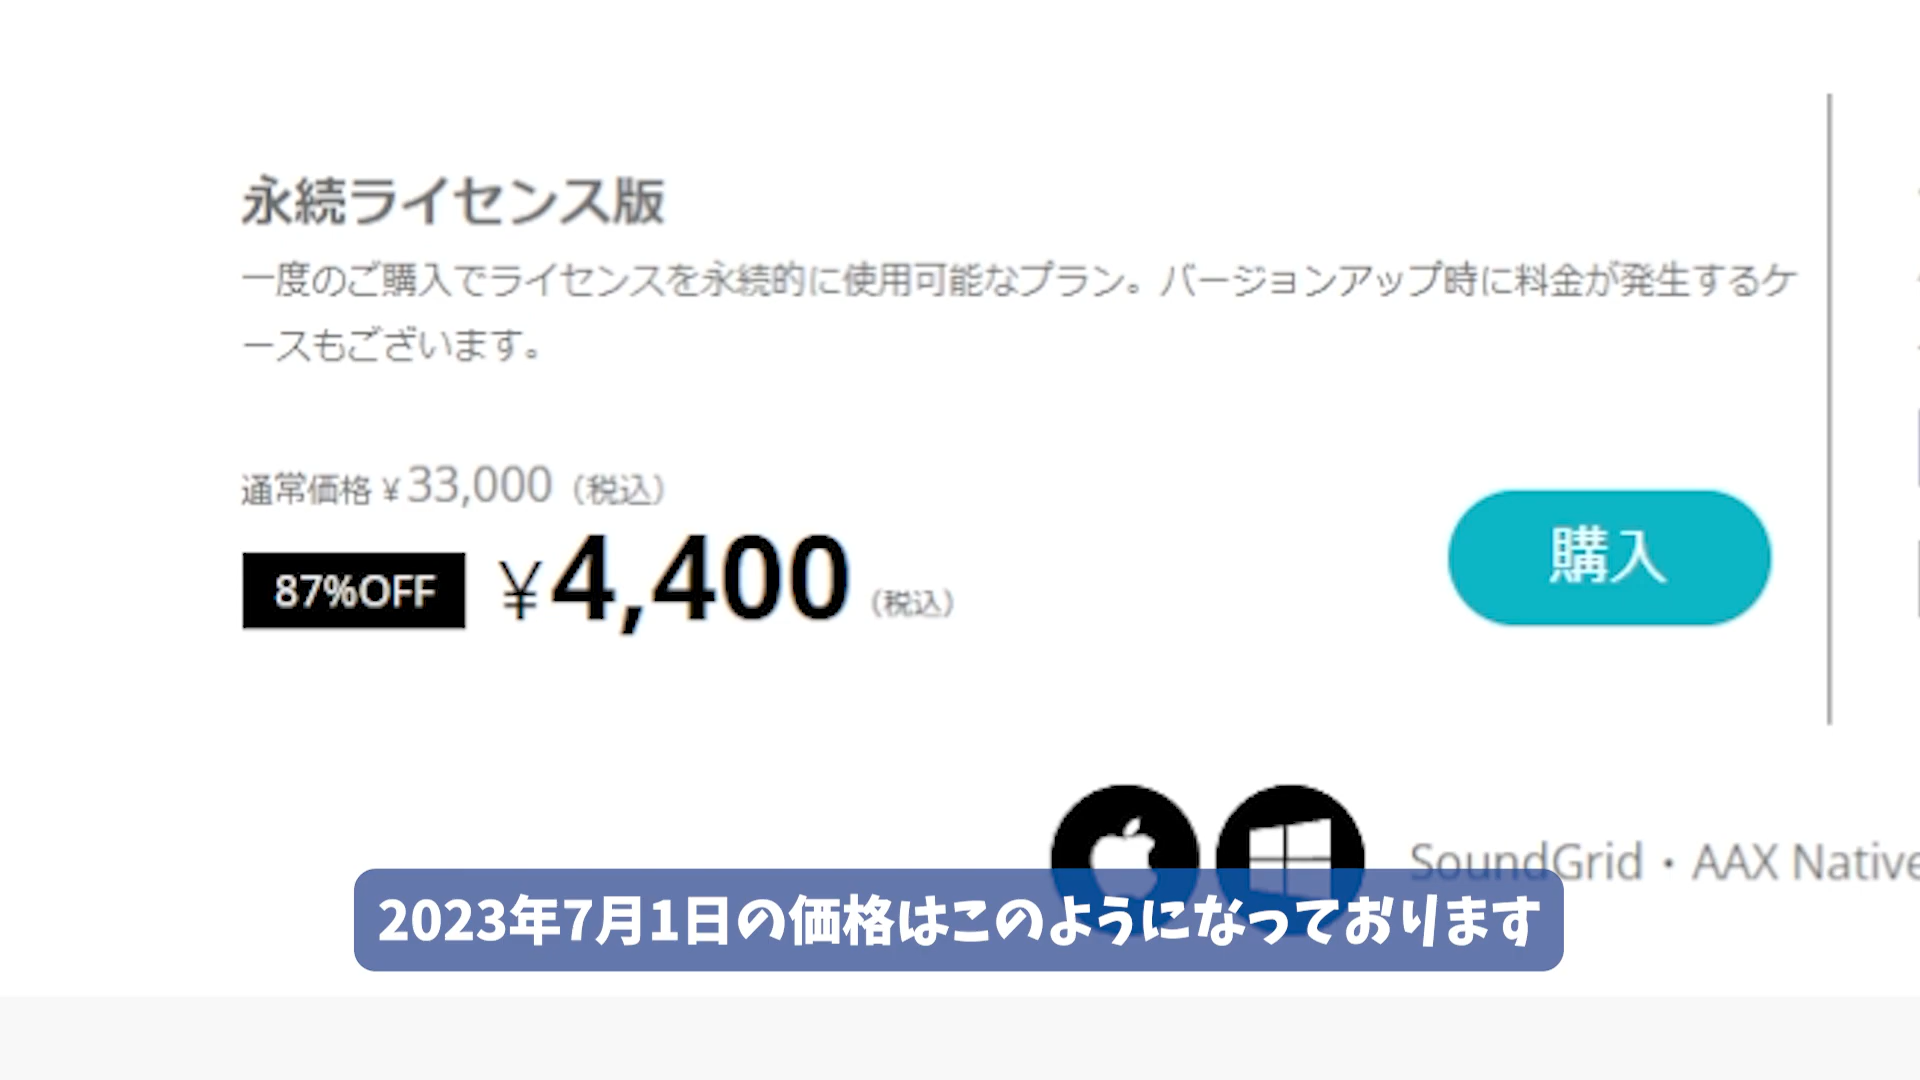 永続ライセンス版
一度のご購入でライセンスを永続的に使用可能なプラン。バージョンアップ時に料金が発生するケ
ースもございます。
通常価格 ¥33,000（税込）
87%OFF ¥4,400（税込）
購入
SoundGrid・AAX Native
2023年7月1日の価格はこのようになっております